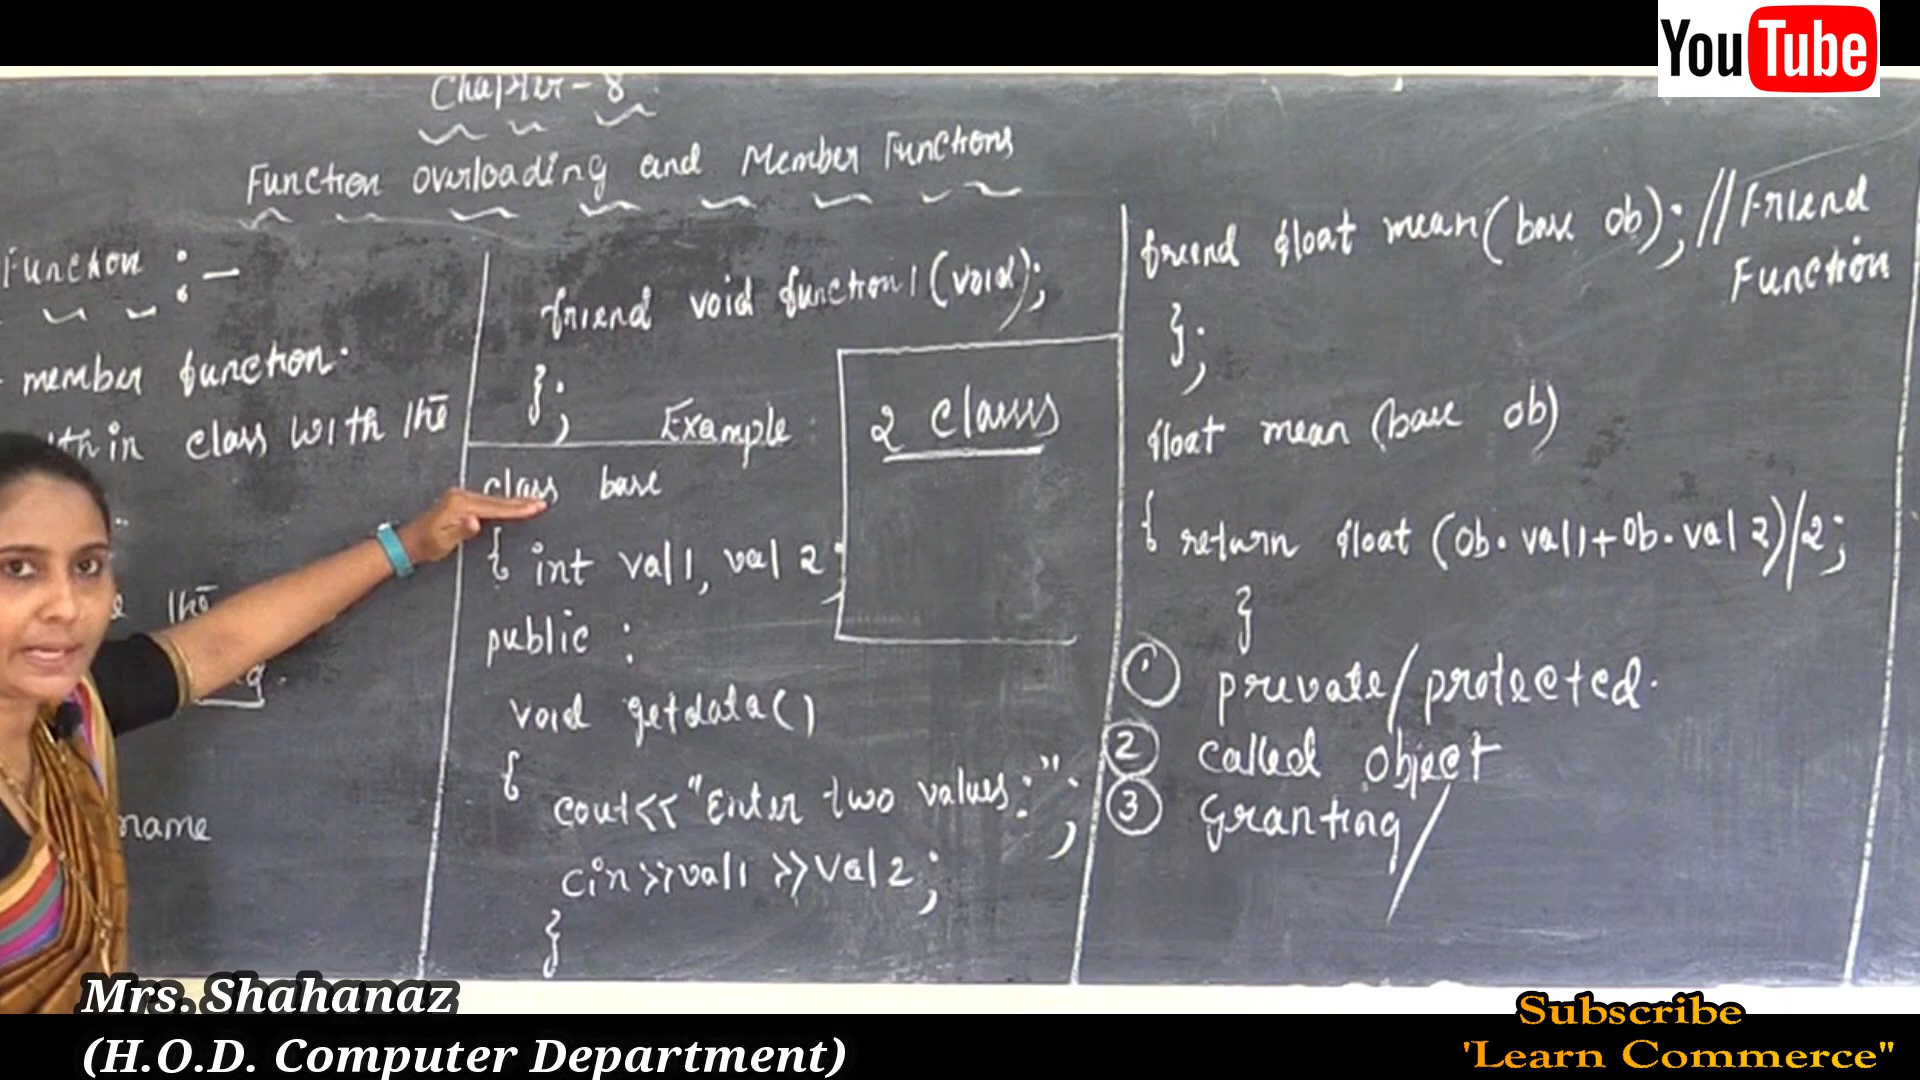 YouTube
Chapter-8
Function overloading and Member Functions
Function :-
member function.
class with the
the
name
friend void function1(void);
};
Example
2 classes
class base
{ int val1, val2;
public :
void getdata()
{
cout<<"Enter two values:";
cin>>val1>>val2;
}
friend float mean(base ob); //Friend
Function
};
float mean (base ob)
{ return float (ob.val1+ob.val2)/2;
}
① private/protected.
② called object
③ Granting/
Mrs. Shahanaz
(H.O.D. Computer Department)
Subscribe
'Learn Commerce"